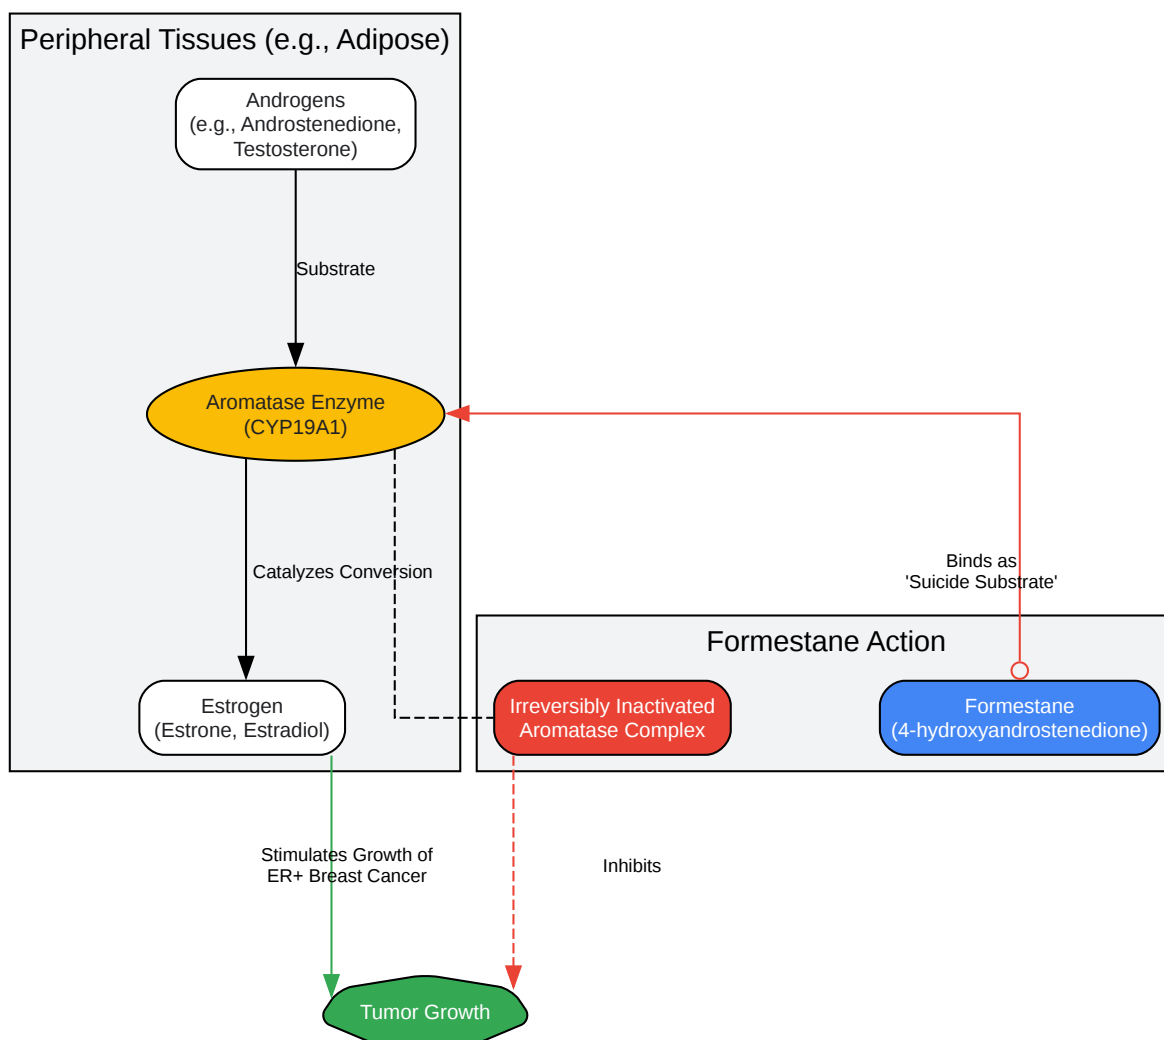 Peripheral Tissues (e.g., Adipose)
Androgens
(e.g., Androstenedione,
Testosterone)
Substrate
Aromatase Enzyme
(CYP19A1)
Catalyzes Conversion
Binds as
'Suicide Substrate'
Formestane Action
Estrogen
(Estrone, Estradiol)
Irreversibly Inactivated
Aromatase Complex
Formestane
(4-hydroxyandrostenedione)
Stimulates Growth of
ER+ Breast Cancer
Inhibits
Tumor Growth